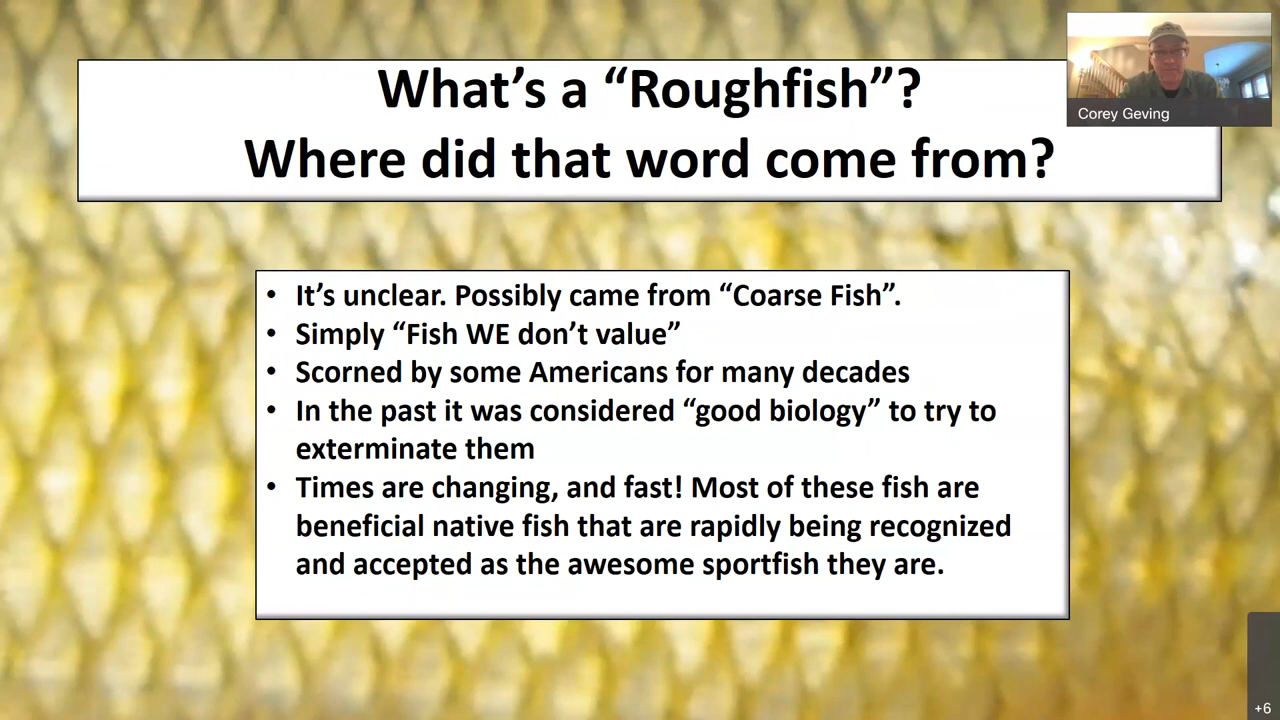 What’s a “Roughfish”?
Where did that word come from?
Corey Geving
• It’s unclear. Possibly came from “Coarse Fish”.
• Simply “Fish WE don’t value”
• Scorned by some Americans for many decades
• In the past it was considered “good biology” to try to
exterminate them
• Times are changing, and fast! Most of these fish are
beneficial native fish that are rapidly being recognized
and accepted as the awesome sportfish they are.
+6